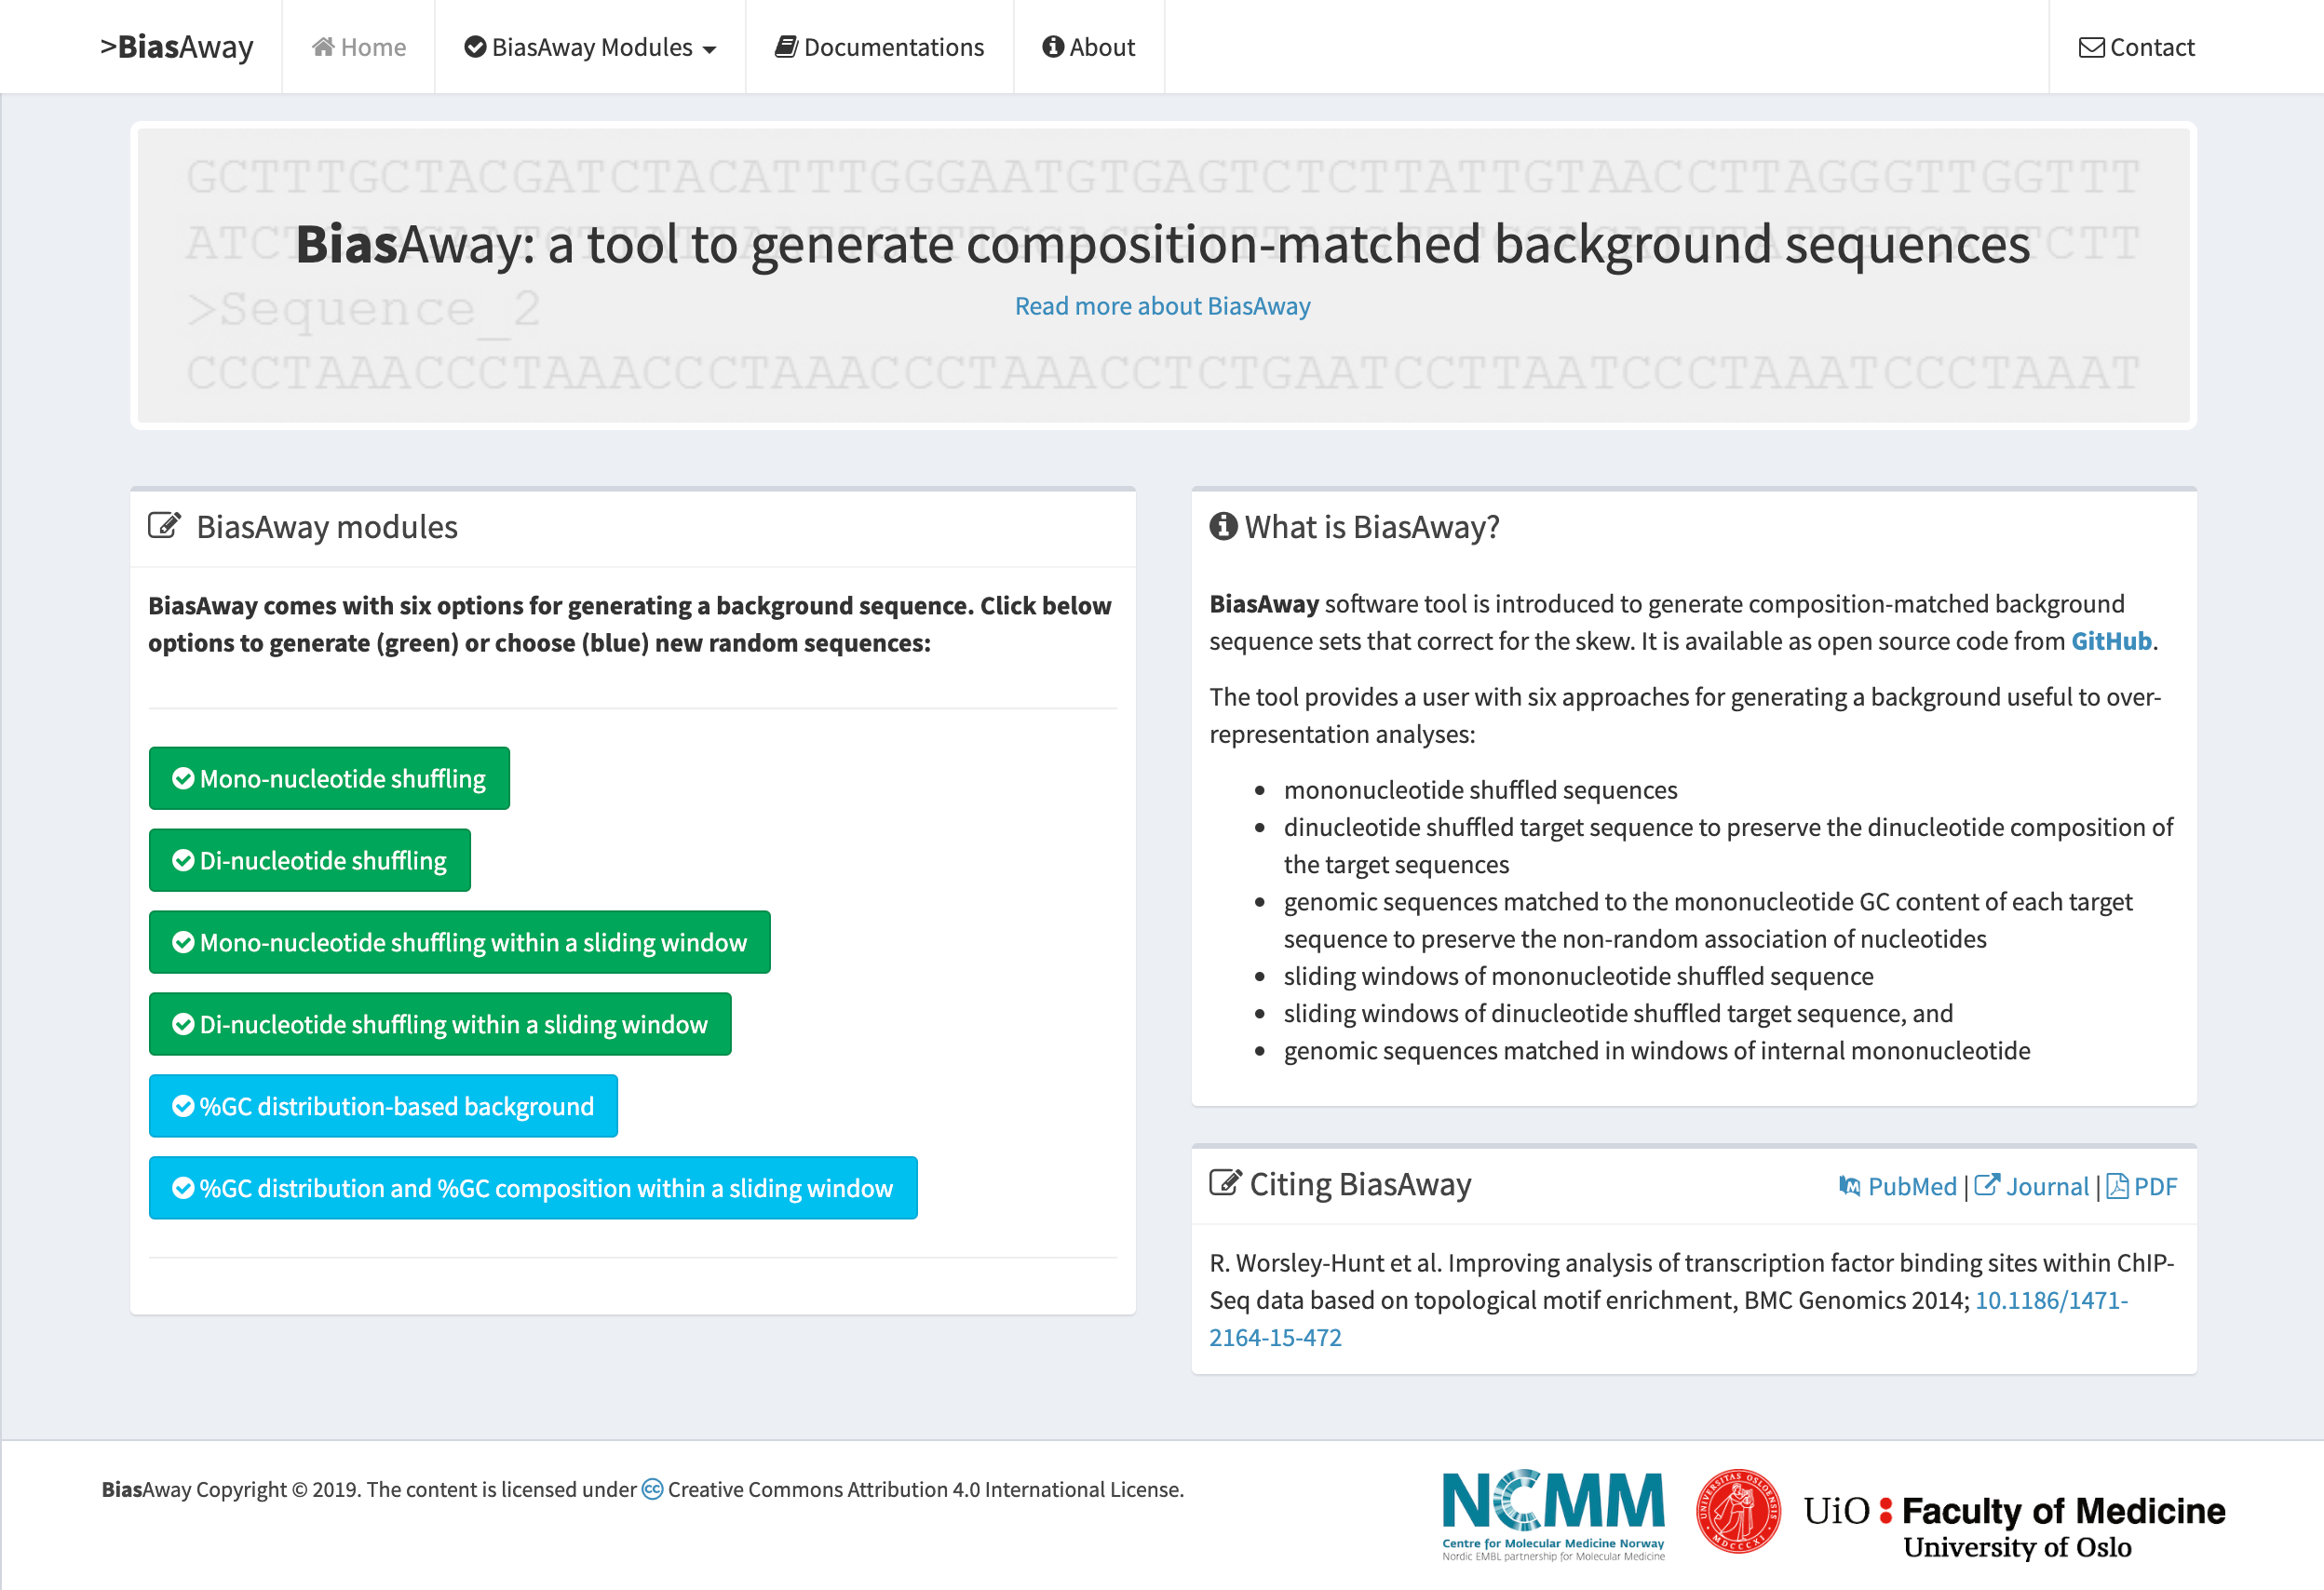 >BiasAway
Home
BiasAway Modules
Documentations
About
Contact
GCTTTGCTACGATCTACATTTGGGAATGTGAGTCTCTTATTGTAACCTTAGGGTTGGTTT
BiasAway: a tool to generate composition-matched background sequences
Read more about BiasAway
>Sequence_2
CCCTAAACCCTAAACCCTAAACCCTAAACCTCTGAATCCTTAATCCCTAAATCCCTAAAT
BiasAway modules
BiasAway comes with six options for generating a background sequence. Click below
options to generate (green) or choose (blue) new random sequences:
Mono-nucleotide shuffling
Di-nucleotide shuffling
Mono-nucleotide shuffling within a sliding window
Di-nucleotide shuffling within a sliding window
%GC distribution-based background
%GC distribution and %GC composition within a sliding window
What is BiasAway?
BiasAway software tool is introduced to generate composition-matched background
sequence sets that correct for the skew. It is available as open source code from GitHub.
The tool provides a user with six approaches for generating a background useful to over-
representation analyses:
• mononucleotide shuffled sequences
• dinucleotide shuffled target sequence to preserve the dinucleotide composition of
the target sequences
• genomic sequences matched to the mononucleotide GC content of each target
sequence to preserve the non-random association of nucleotides
• sliding windows of mononucleotide shuffled sequence
• sliding windows of dinucleotide shuffled target sequence, and
• genomic sequences matched in windows of internal mononucleotide
Citing BiasAway
PubMed | Journal | PDF
R. Worsley-Hunt et al. Improving analysis of transcription factor binding sites within ChIP-
Seq data based on topological motif enrichment, BMC Genomics 2014; 10.1186/1471-
2164-15-472
BiasAway Copyright © 2019. The content is licensed under cc Creative Commons Attribution 4.0 International License.
NCMM
Centre for Molecular Medicine Norway
Nordic EMBL partnership for Molecular Medicine
UNIVERSITAS OSLOENSIS
MDCCCXI
UiO : Faculty of Medicine
University of Oslo